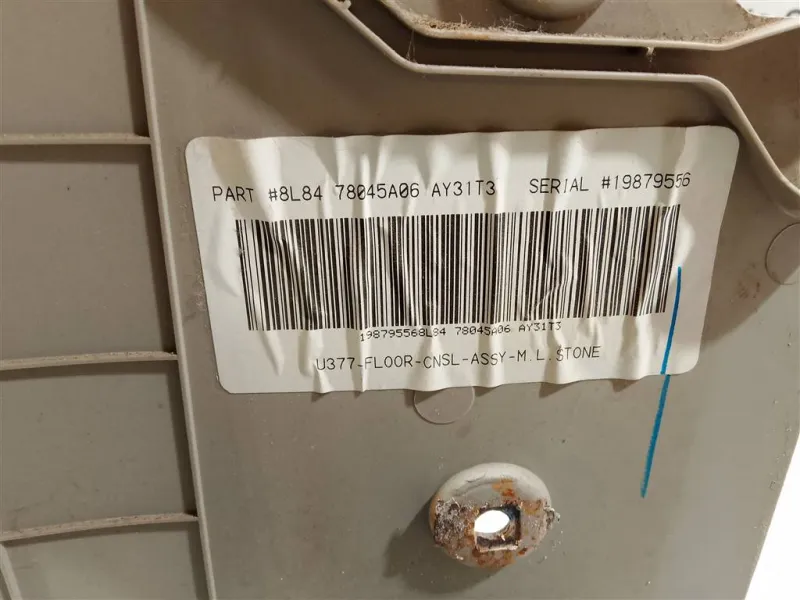 PART #8L84 78045A06 AY31T3 SERIAL #19879556
198795568L84 78045A06 AY31T3
U377-FLOOR-CNSL-ASSY-M.L.STONE